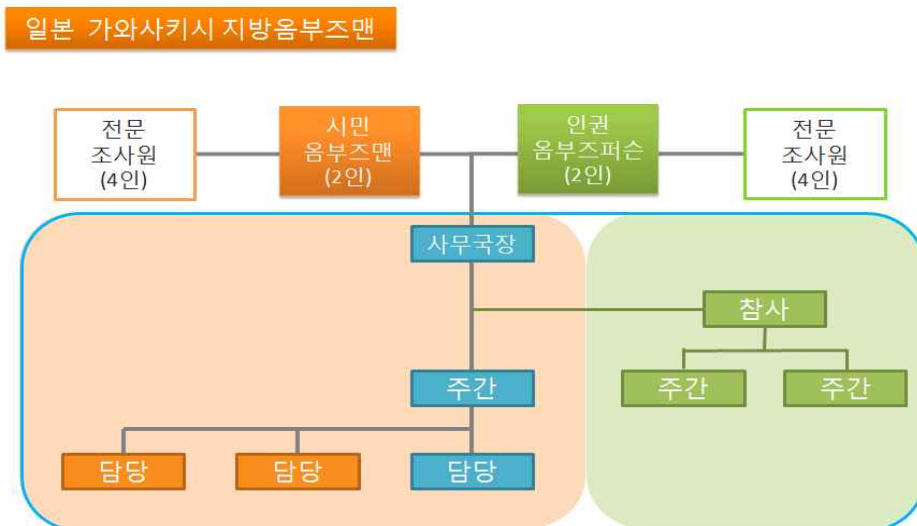 일본 가와사키시 지방옴부즈맨
전문
조사원
(4인)
시민
옴부즈맨
(2인)
인권
옴부즈퍼슨
(2인)
전문
조사원
(4인)
사무국장
참사
주간
주간
주간
담당
담당
담당